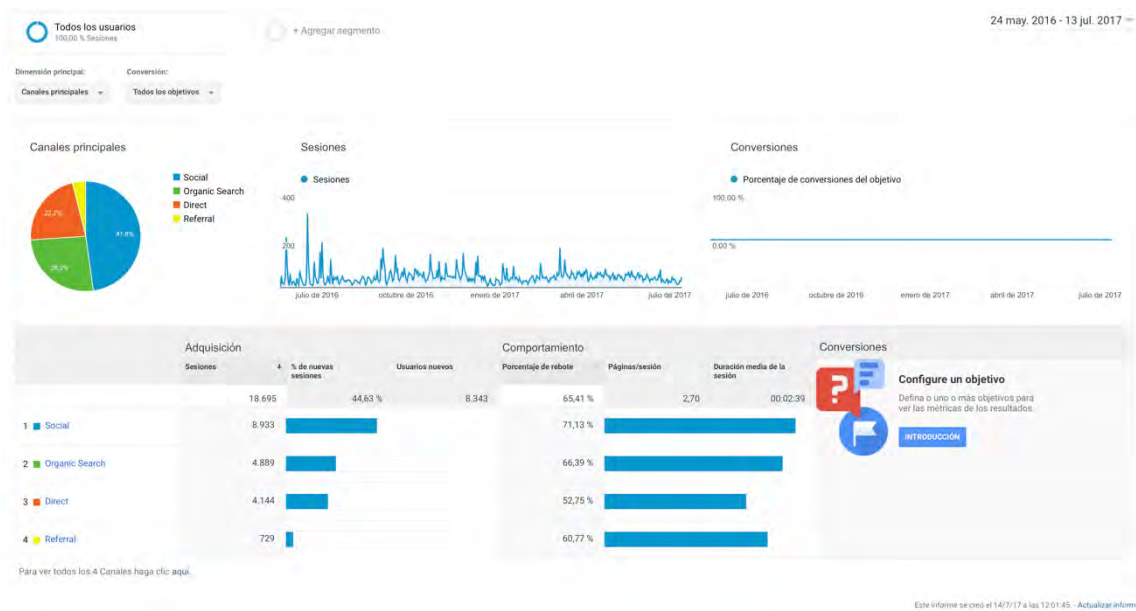 Todos los usuarios
100,00 % Sesiones
+ Agregar segmento
24 may. 2016 - 13 jul. 2017
Dimensión principal:
Conversión:
Canales principales
Todos los objetivos
Canales principales
Social
Organic Search
Direct
Referral
47,8%
26,2%
22,2%
Sesiones
Sesiones
400
200
julio de 2016
octubre de 2016
enero de 2017
abril de 2017
julio de 2017
Conversiones
Porcentaje de conversiones del objetivo
100,00 %
0,00 %
julio de 2016
octubre de 2016
enero de 2017
abril de 2017
julio de 2017
Adquisición
Comportamiento
Conversiones
Sesiones
% de nuevas sesiones
Usuarios nuevos
Porcentaje de rebote
Páginas/sesión
Duración media de la sesión
18.695
44,63 %
8.343
65,41 %
2,70
00:02:39
1 Social
8.933
71,13 %
2 Organic Search
4.889
66,39 %
3 Direct
4.144
52,75 %
4 Referral
729
60,77 %
Configure un objetivo
Defina o uno o más objetivos para
ver las métricas de los resultados.
INTRODUCCIÓN
Para ver todos los 4 Canales haga clic aquí.
Este informe se creó el 14/7/17 a las 12:01:45 - Actualizar inform